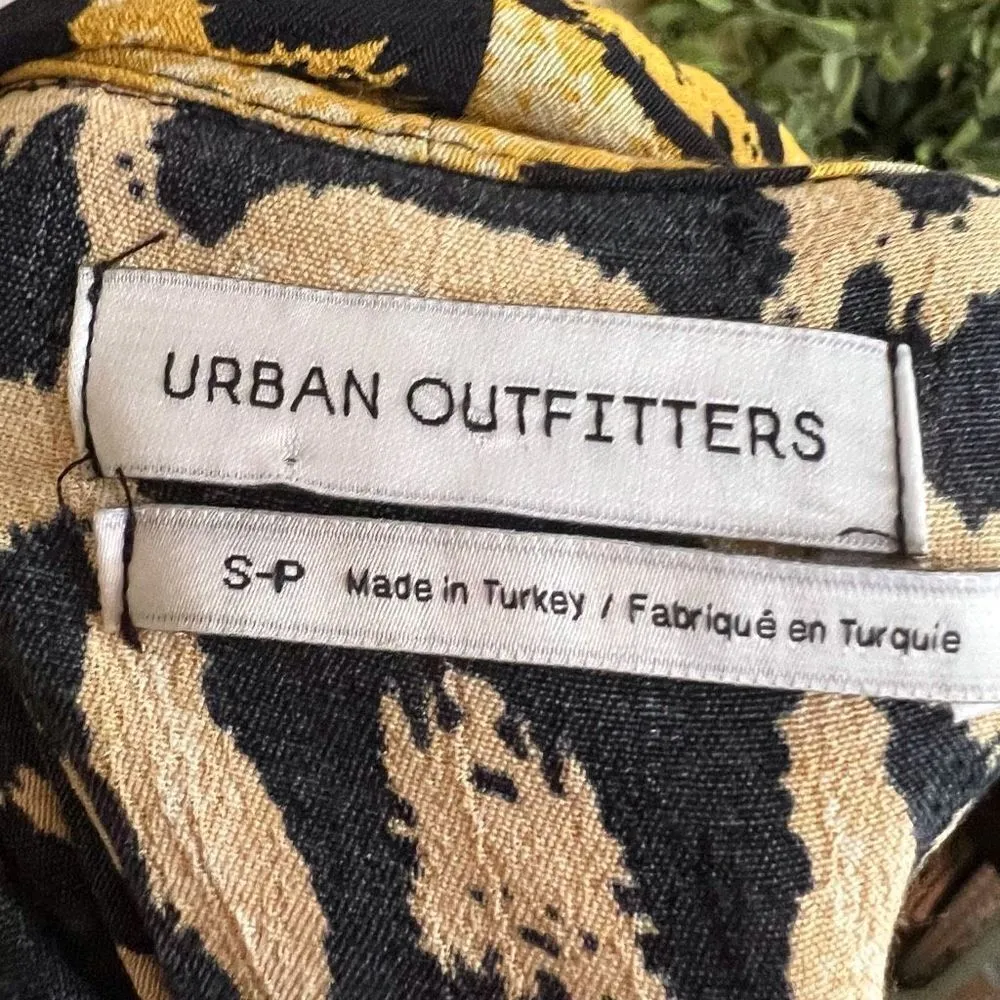 URBAN OUTFITTERS
S-P Made in Turkey / Fabriqué en Turquie